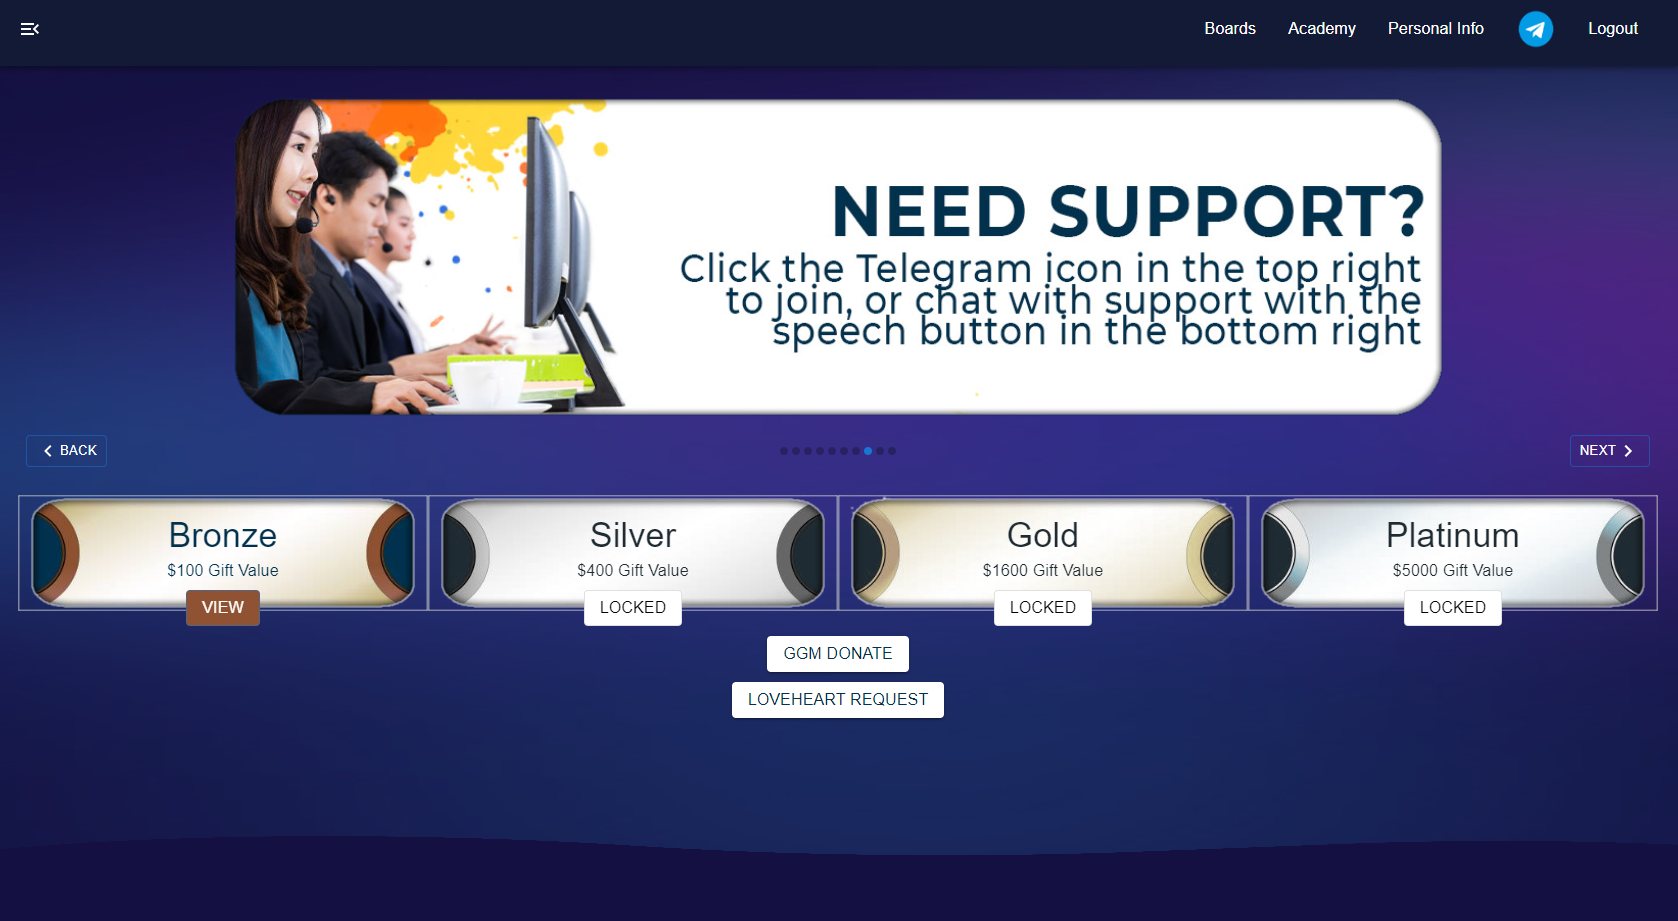 Boards Academy Personal Info Logout
NEED SUPPORT?
Click the Telegram icon in the top right
to join, or chat with support with the
speech button in the bottom right
BACK
NEXT
Bronze
$100 Gift Value
VIEW
Silver
$400 Gift Value
LOCKED
Gold
$1600 Gift Value
LOCKED
Platinum
$5000 Gift Value
LOCKED
GGM DONATE
LOVEHEART REQUEST